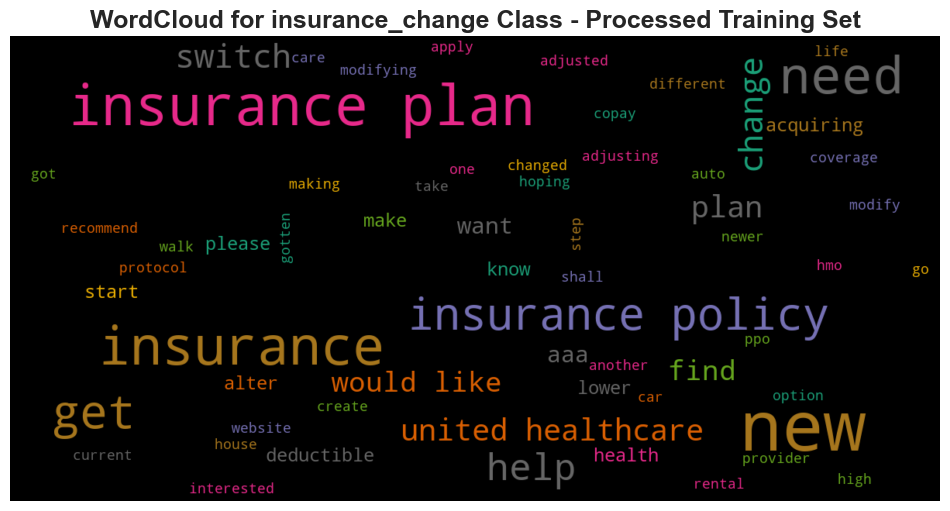 WordCloud for insurance_change Class - Processed Training Set
switch
care
apply
modifying
adjusted
life
different
need
insurance plan
change
copay
acquiring
adjusting
coverage
changed
one
got
making
take
hoping
auto
modify
plan
recommend
gotten
make
want
step
newer
walk
please
protocol
know
shall
hmo
go
start
insurance policy
ppo
insurance
aaa
another
find
alter
would like
lower
car
option
get
create
website
united healthcare
new
house
current
deductible
help
health
provider
interested
rental
high